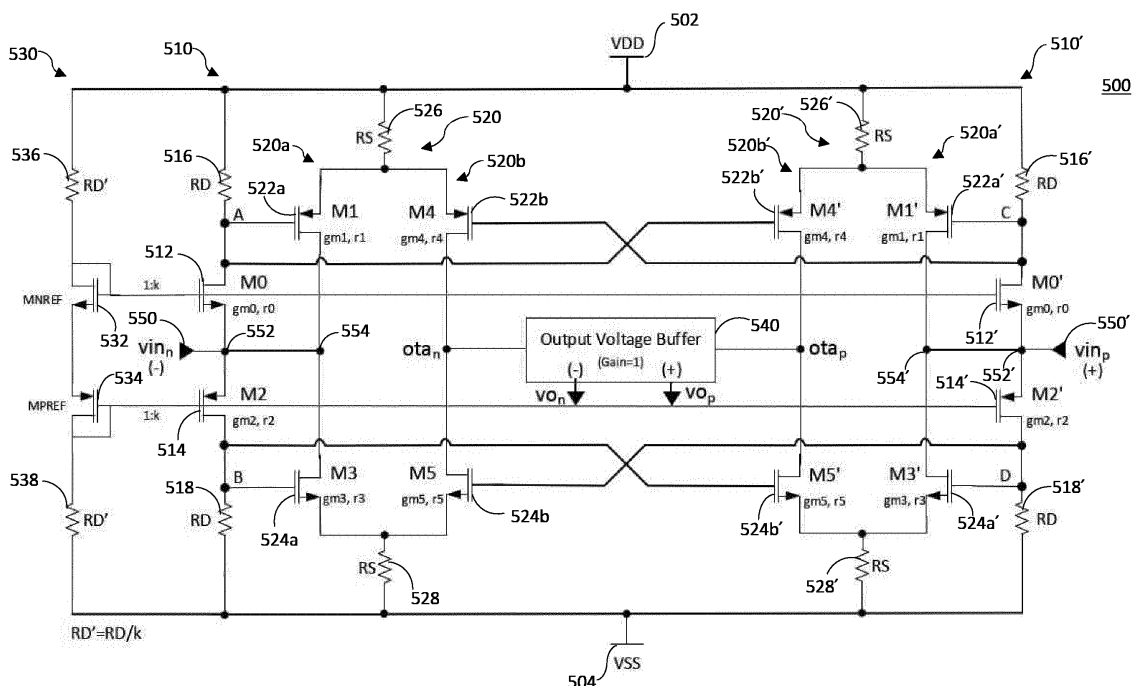 502
VDD
530
510
510′
500
526
RS
520
526′
RS
520′
520a
520b
520b′
520a′
536
RD′
516
RD
522a
522b
522b′
522a′
516′
RD
A
M1
gm1, r1
M4
gm4, r4
M4′
gm4, r4
M1′
gm1, r1
C
512
1:k
M0
gm0, r0
M0′
gm0, r0
MNREF
532
550
552
554
540
512′
550′
vinn
(-)
otan
Output Voltage Buffer
(Gain=1)
(-)
(+)
otap
554′
552′
vinp
(+)
534
von
vop
514′
MPREF
1:k
M2
gm2, r2
M2′
gm2, r2
514
538
RD′
B
518
RD
M3
gm3, r3
M5
gm5, r5
M5′
gm5, r5
M3′
gm3, r3
D
518′
RD
524a
524b
524b′
524a′
RS
528
RS
528′
RD′=RD/k
VSS
504